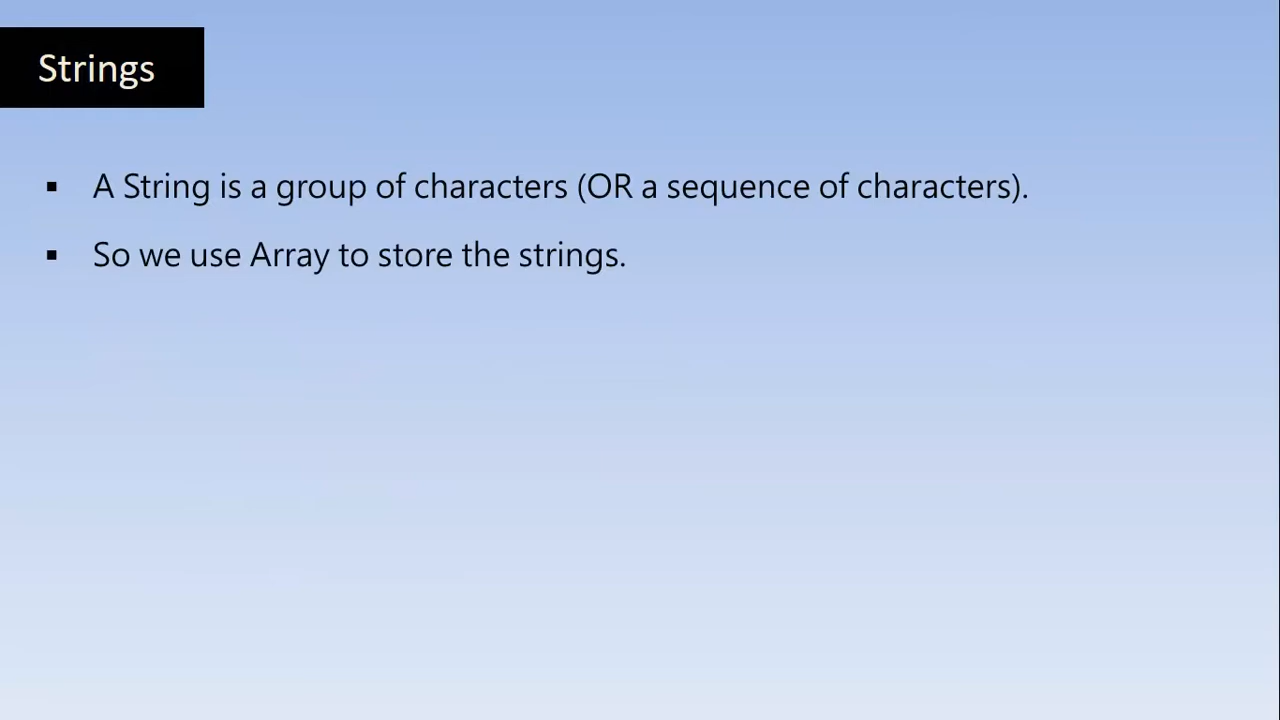 Strings
▪ A String is a group of characters (OR a sequence of characters).
▪ So we use Array to store the strings.